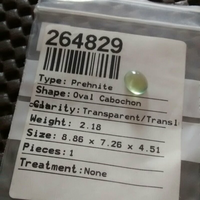 264829
Type: Prehnite
Shape: Oval Cabochon
Clarity: Transparent/Transl
Weight: 2.18
Size: 8.86 x 7.26 x 4.51
Pieces: 1
Treatment: None